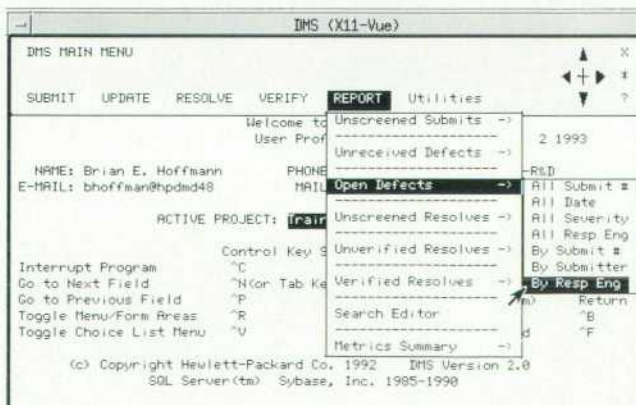 DMS (X11-Vue)
DMS MAIN MENU X
*
SUBMIT UPDATE RESOLVE VERIFY REPORT Utilities ?
Welcome to Unscreened Submits ->
User Prof 2 1993
Unreceived Defects ->
NAME: Brian E. Hoffmann PHONE -R&D
E-MAIL: bhoffman@hpdmd48 MAIL Open Defects -> All Submit #
All Date
ACTIVE PROJECT: Train Unscreened Resolves -> All Severity
All Resp Eng
Control Key S Unverified Resolves -> By Submit #
Interrupt Program ^C By Submitter
Go to Next Field ^N(or Tab Ke Verified Resolves -> By Resp Eng
Go to Previous Field ^P m) Return
Toggle Menu/Form Areas ^R Search Editor ^B
Toggle Choice List Menu ^V d ^F
Metrics Summary ->
(c) Copyright Hewlett-Packard Co. 1992 DMS Version 2.0
SQL Server(tm) Sybase, Inc. 1985-1990